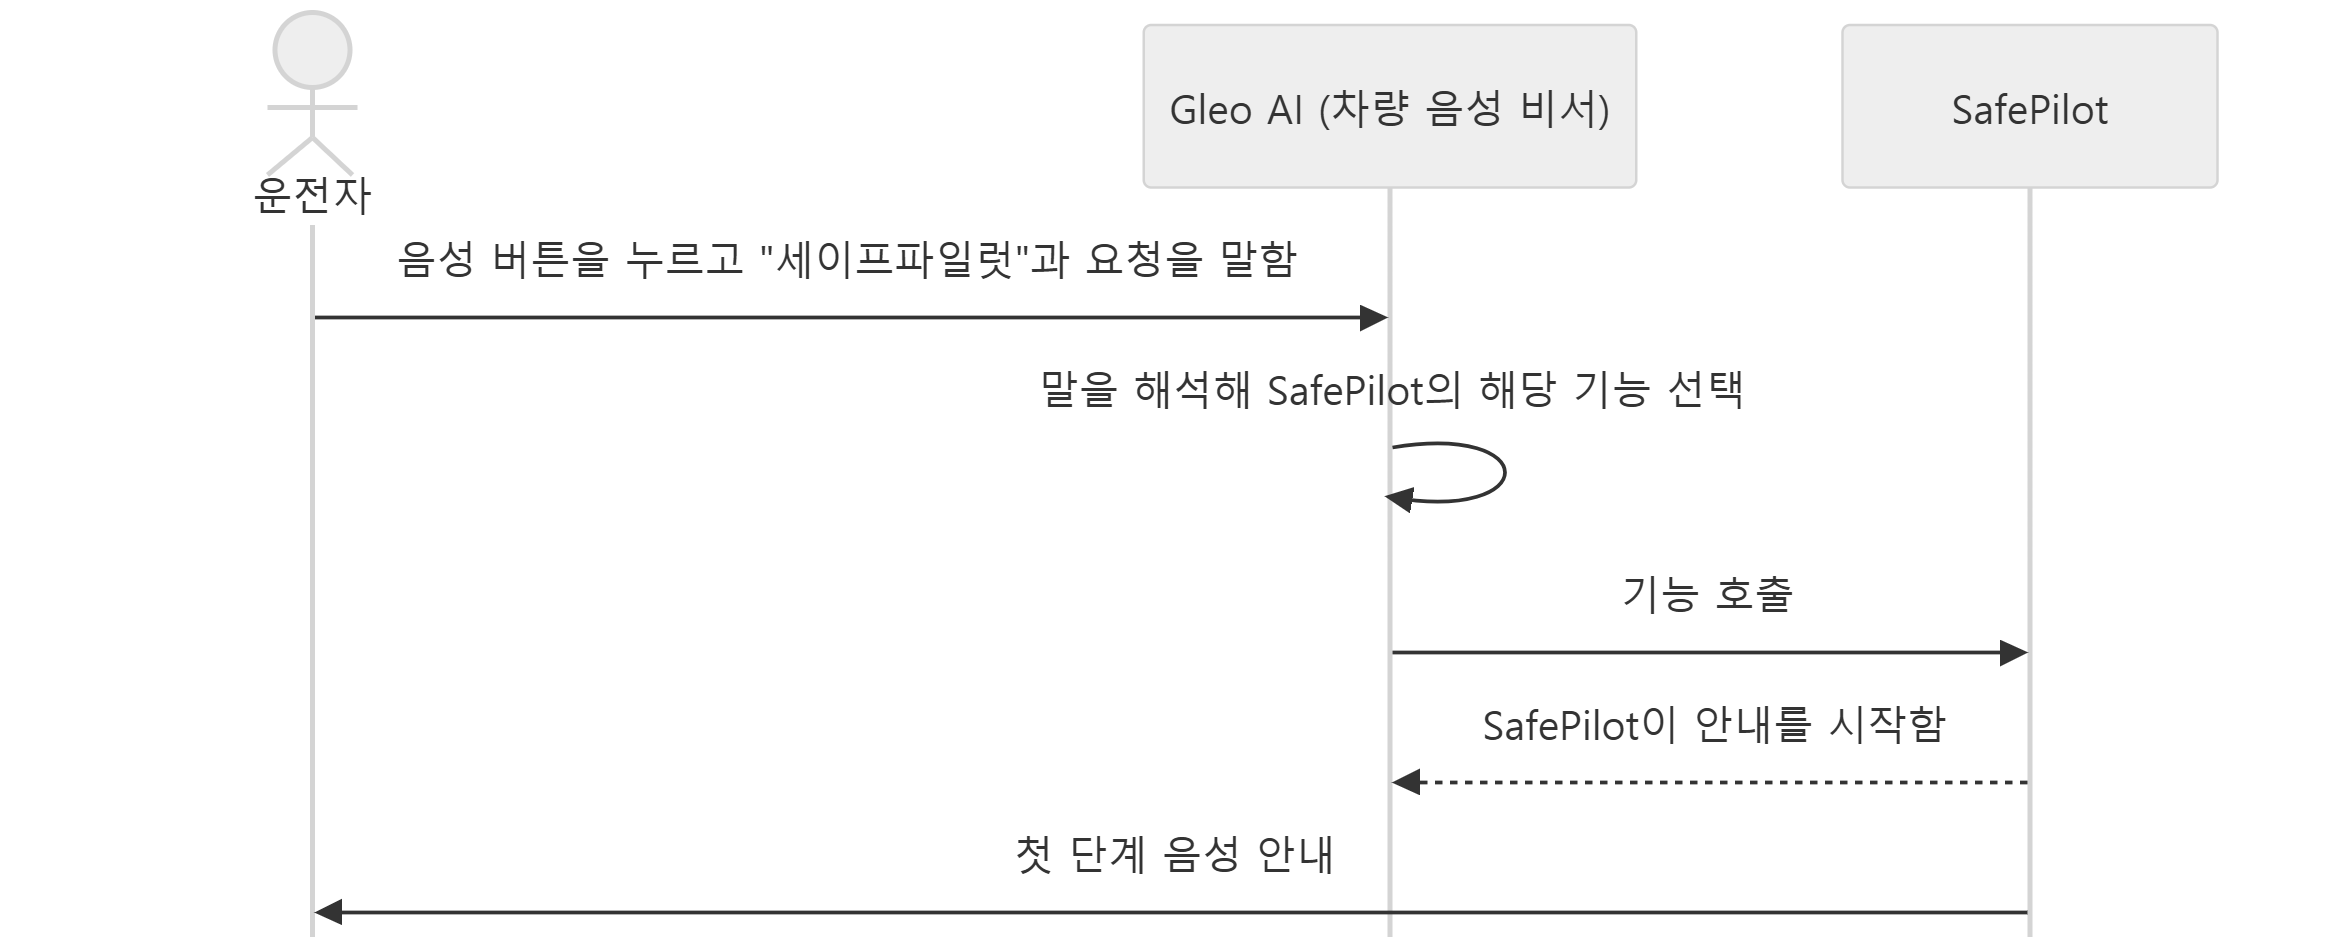 운전자
Gleo AI (차량 음성 비서)
SafePilot
음성 버튼을 누르고 "세이프파일럿"과 요청을 말함
말을 해석해 SafePilot의 해당 기능 선택
기능 호출
SafePilot이 안내를 시작함
첫 단계 음성 안내